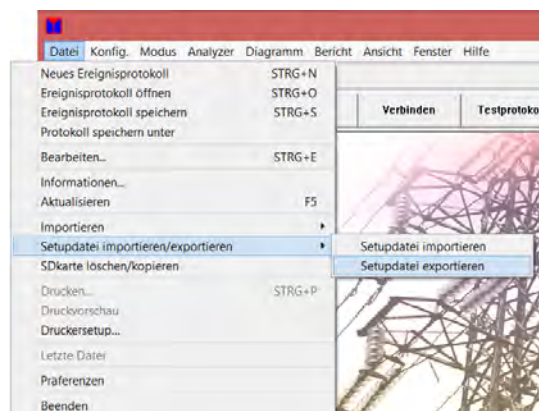 Datei Konfig. Modus Analyzer Diagramm Bericht Ansicht Fenster Hilfe
Neues Ereignisprotokoll STRG+N
Ereignisprotokoll öffnen STRG+O
Ereignisprotokoll speichern STRG+S
Protokoll speichern unter
Verbinden
Testprotoko
Bearbeiten... STRG+E
Informationen...
Aktualisieren F5
Importieren
Setupdatei importieren/exportieren
Setupdatei importieren
SDkarte löschen/kopieren
Setupdatei exportieren
Drucken... STRG+P
Druckvorschau
Druckersetup...
Letzte Datei
Präferenzen
Beenden